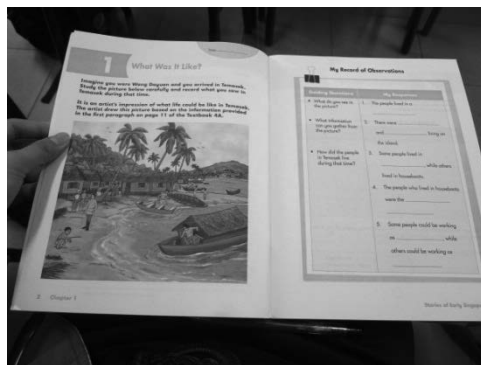 1
What Was It Like?
Imagine you were Wang Dayuan and you arrived in Temasek.
Study the picture below carefully and record what you saw in
Temasek during that time.
It is an artist's impression of what life could be like in Temasek.
The artist drew this picture based on the information provided
in the first paragraph on page 11 of the Textbook 4A.
2 Chapter 1
My Record of Observations
Guiding Questions
My Responses
What do you see in
the picture?
1. The people lived in a
What information
can you gather from
the picture?
2. There were
and living on
the island.
How did the people
in Temasek live
during that time?
3. Some people lived in
, while others
lived in houseboats.
4. The people who lived in houseboats
were the
5. Some people could be working
as , while
others could be working as
Stories of Early